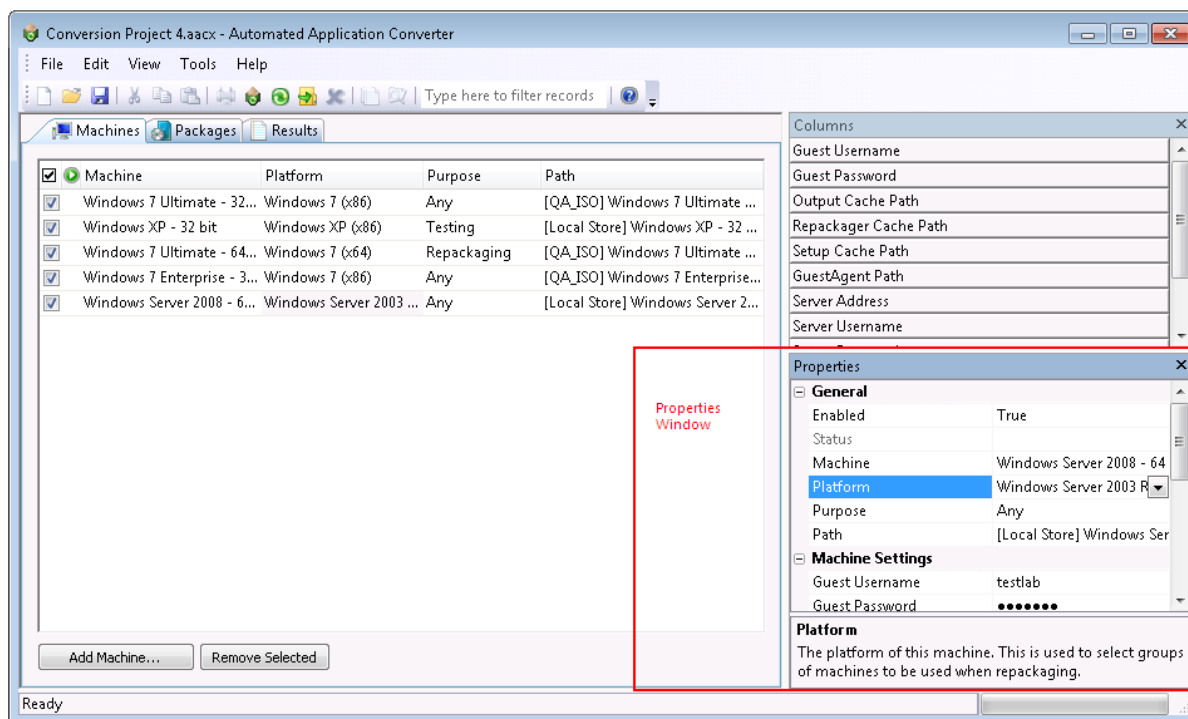 Conversion Project 4.aacx - Automated Application Converter
File Edit View Tools Help
Type here to filter records
Machines Packages Results
Machine Platform Purpose Path
Windows 7 Ultimate - 32... Windows 7 (x86) Any [QA_ISO] Windows 7 Ultimate ...
Windows XP - 32 bit Windows XP (x86) Testing [Local Store] Windows XP - 32 ...
Windows 7 Ultimate - 64... Windows 7 (x64) Repackaging [QA_ISO] Windows 7 Ultimate ...
Windows 7 Enterprise - 3... Windows 7 (x86) Any [QA_ISO] Windows 7 Enterprise...
Windows Server 2008 - 6... Windows Server 2003 ... Any [Local Store] Windows Server 2...
Add Machine... Remove Selected
Columns
Guest Username
Guest Password
Output Cache Path
Repackager Cache Path
Setup Cache Path
GuestAgent Path
Server Address
Server Username
Properties
Window
Properties
General
Enabled True
Status
Machine Windows Server 2008 - 64
Platform Windows Server 2003 R
Purpose Any
Path [Local Store] Windows Ser
Machine Settings
Guest Username testlab
Guest Password ●●●●●●●
Platform
The platform of this machine. This is used to select groups
of machines to be used when repackaging.
Ready